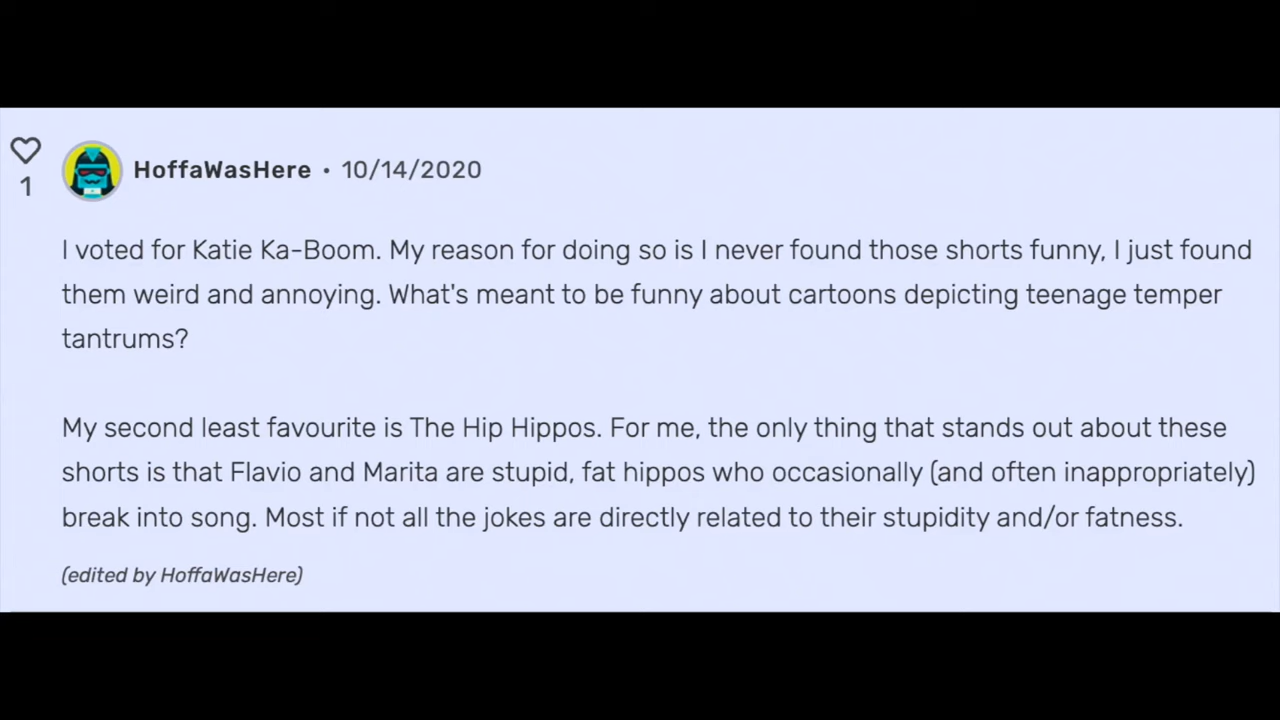 HoffaWasHere • 10/14/2020
1
I voted for Katie Ka-Boom. My reason for doing so is I never found those shorts funny, I just found
them weird and annoying. What's meant to be funny about cartoons depicting teenage temper
tantrums?
My second least favourite is The Hip Hippos. For me, the only thing that stands out about these
shorts is that Flavio and Marita are stupid, fat hippos who occasionally (and often inappropriately)
break into song. Most if not all the jokes are directly related to their stupidity and/or fatness.
(edited by HoffaWasHere)